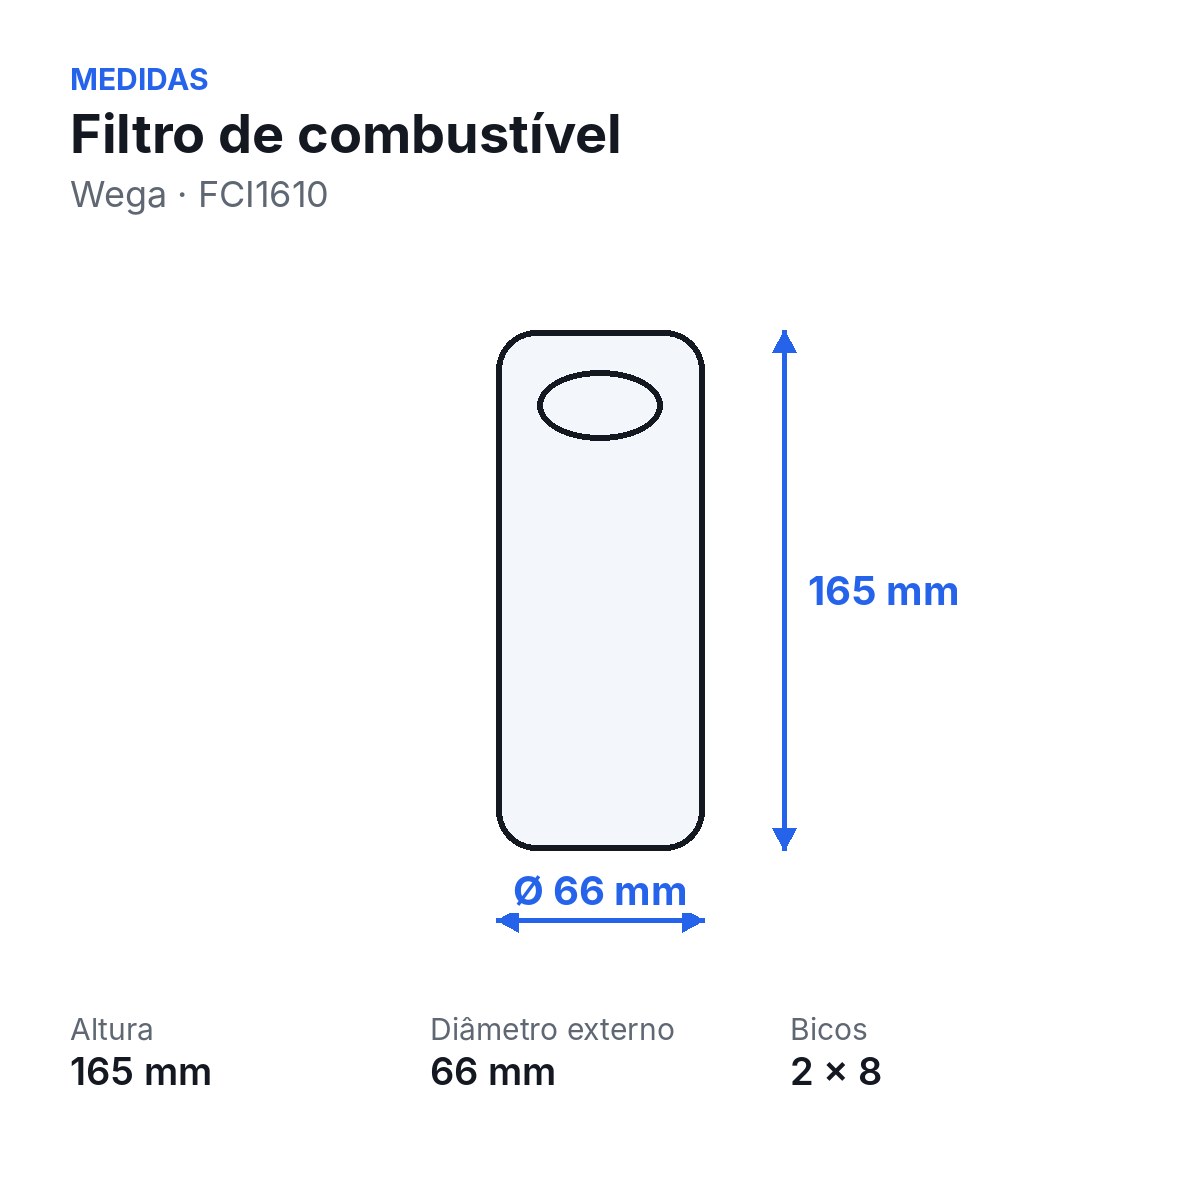 MEDIDAS
Filtro de combustível
Wega · FCI1610
165 mm
Ø 66 mm
Altura
165 mm
Diâmetro externo
66 mm
Bicos
2 × 8